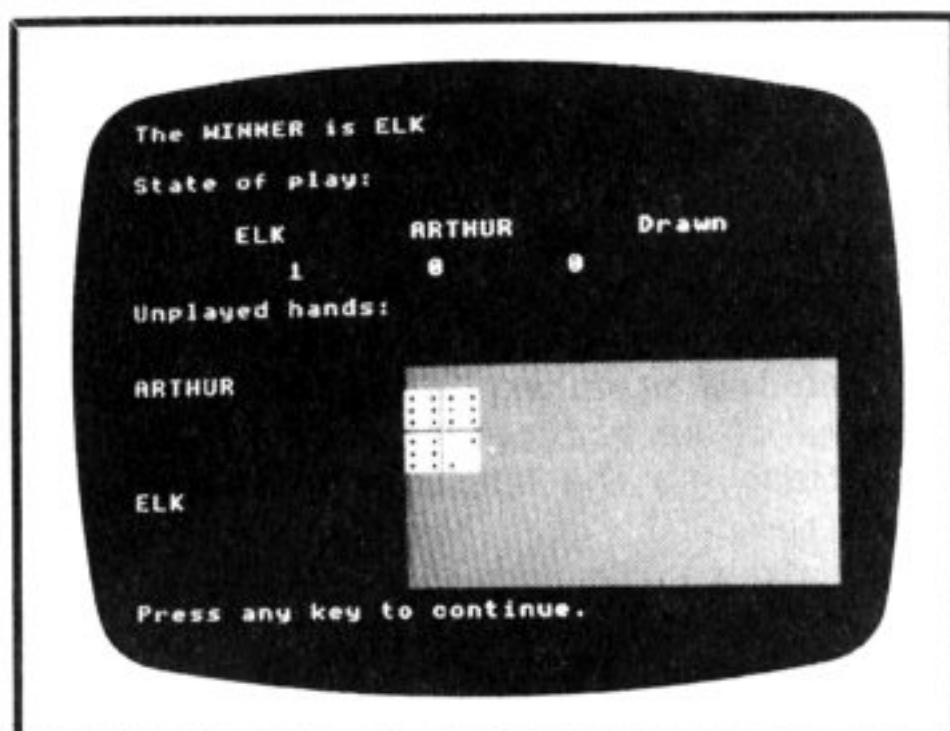 The WINNER is ELK
State of play:
ELK ARTHUR Drawn
1 0 0
Unplayed hands:
ARTHUR
ELK
Press any key to continue.